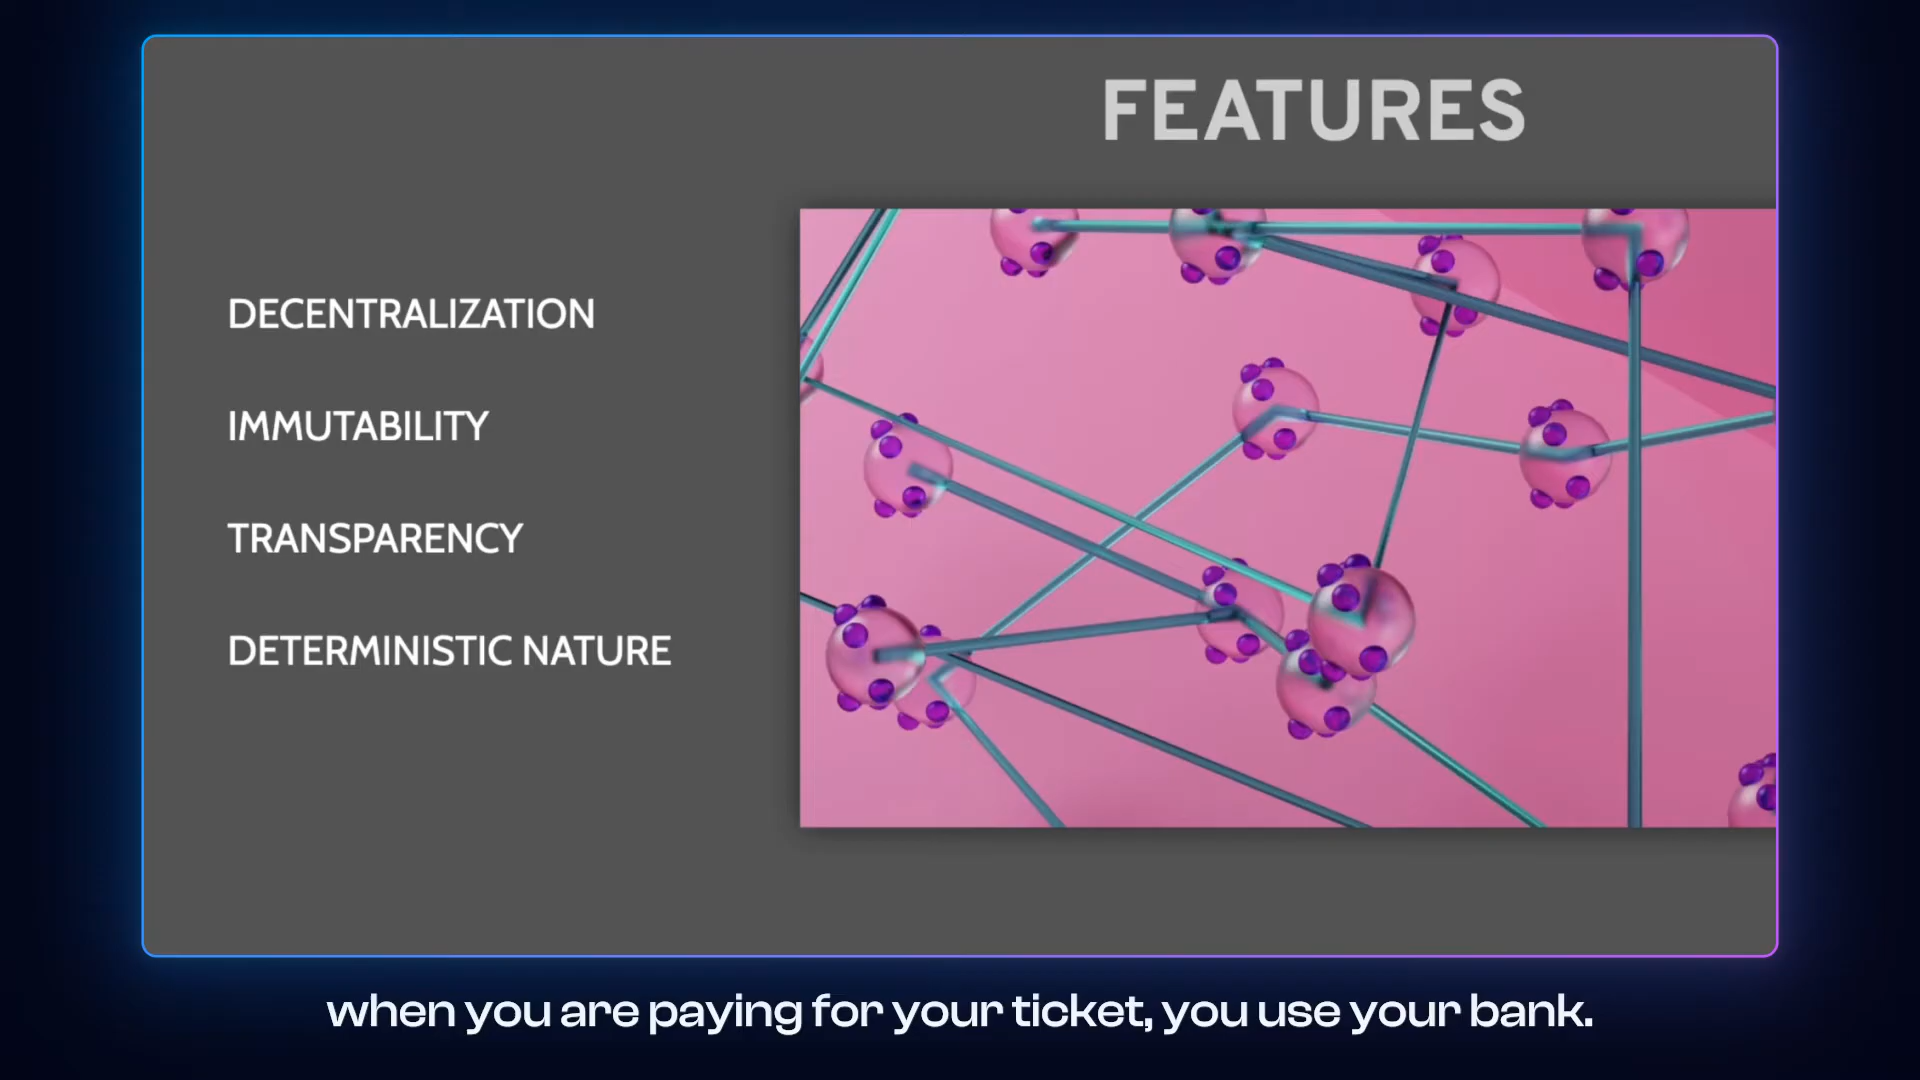 FEATURES
DECENTRALIZATION
IMMUTABILITY
TRANSPARENCY
DETERMINISTIC NATURE
when you are paying for your ticket, you use your bank.